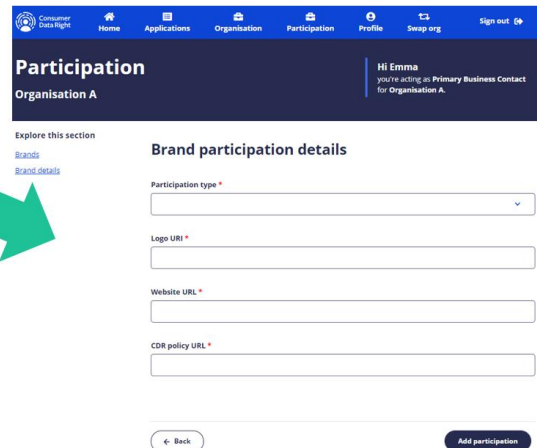 Consumer
Data Right
Home
Applications
Organisation
Participation
Profile
Swap org
Sign out
Participation
Organisation A
Hi Emma
you're acting as Primary Business Contact
for Organisation A.
Explore this section
Brands
Brand details
Brand participation details
Participation type *
Logo URI *
Website URL *
CDR policy URL *
← Back
Add participation